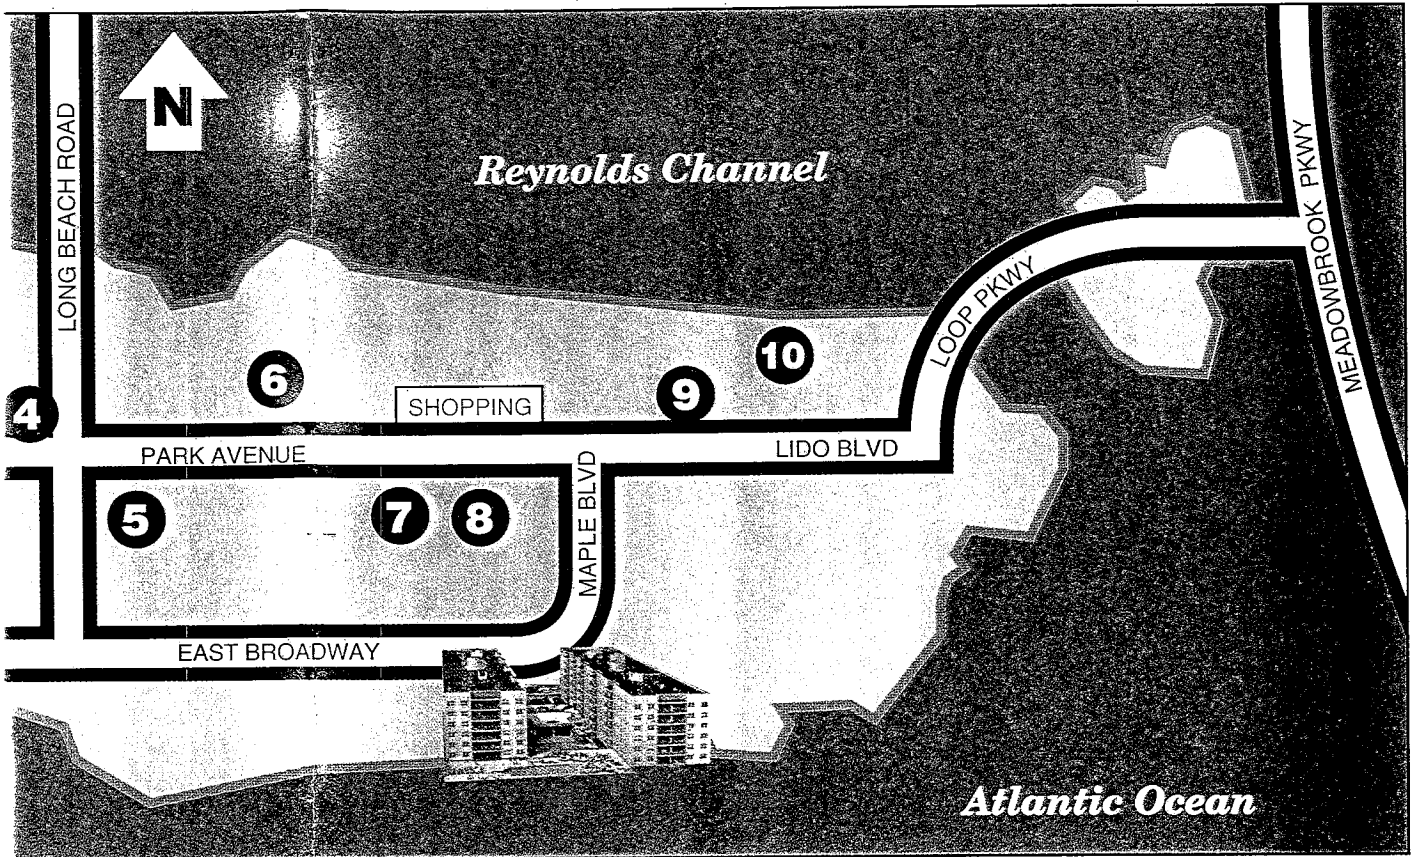 N
LONG BEACH ROAD
Reynolds Channel
MEADOWBROOK PKWY
LOOP PKWY
10
6
9
4
SHOPPING
PARK AVENUE
LIDO BLVD
MAPLE BLVD
5
7
8
EAST BROADWAY
Atlantic Ocean